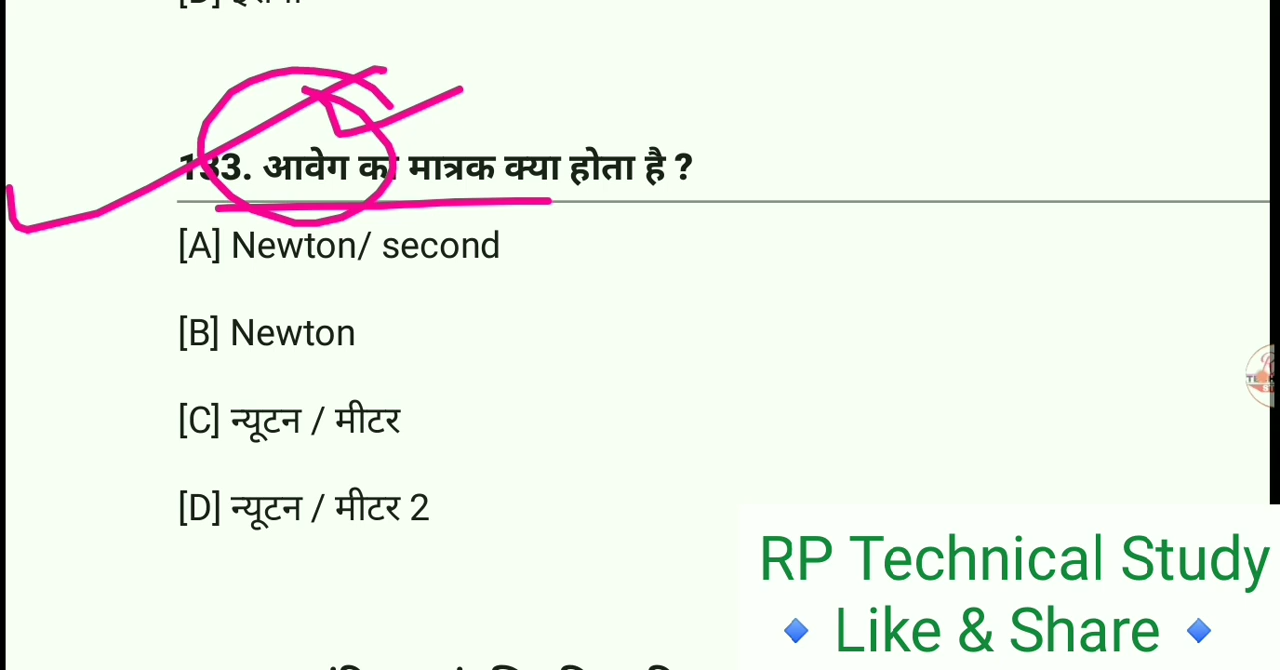 133. आवेग का मात्रक क्या होता है ?
[A] Newton/ second
[B] Newton
[C] न्यूटन / मीटर
[D] न्यूटन / मीटर 2
RP Technical Study
🔹 Like & Share 🔹